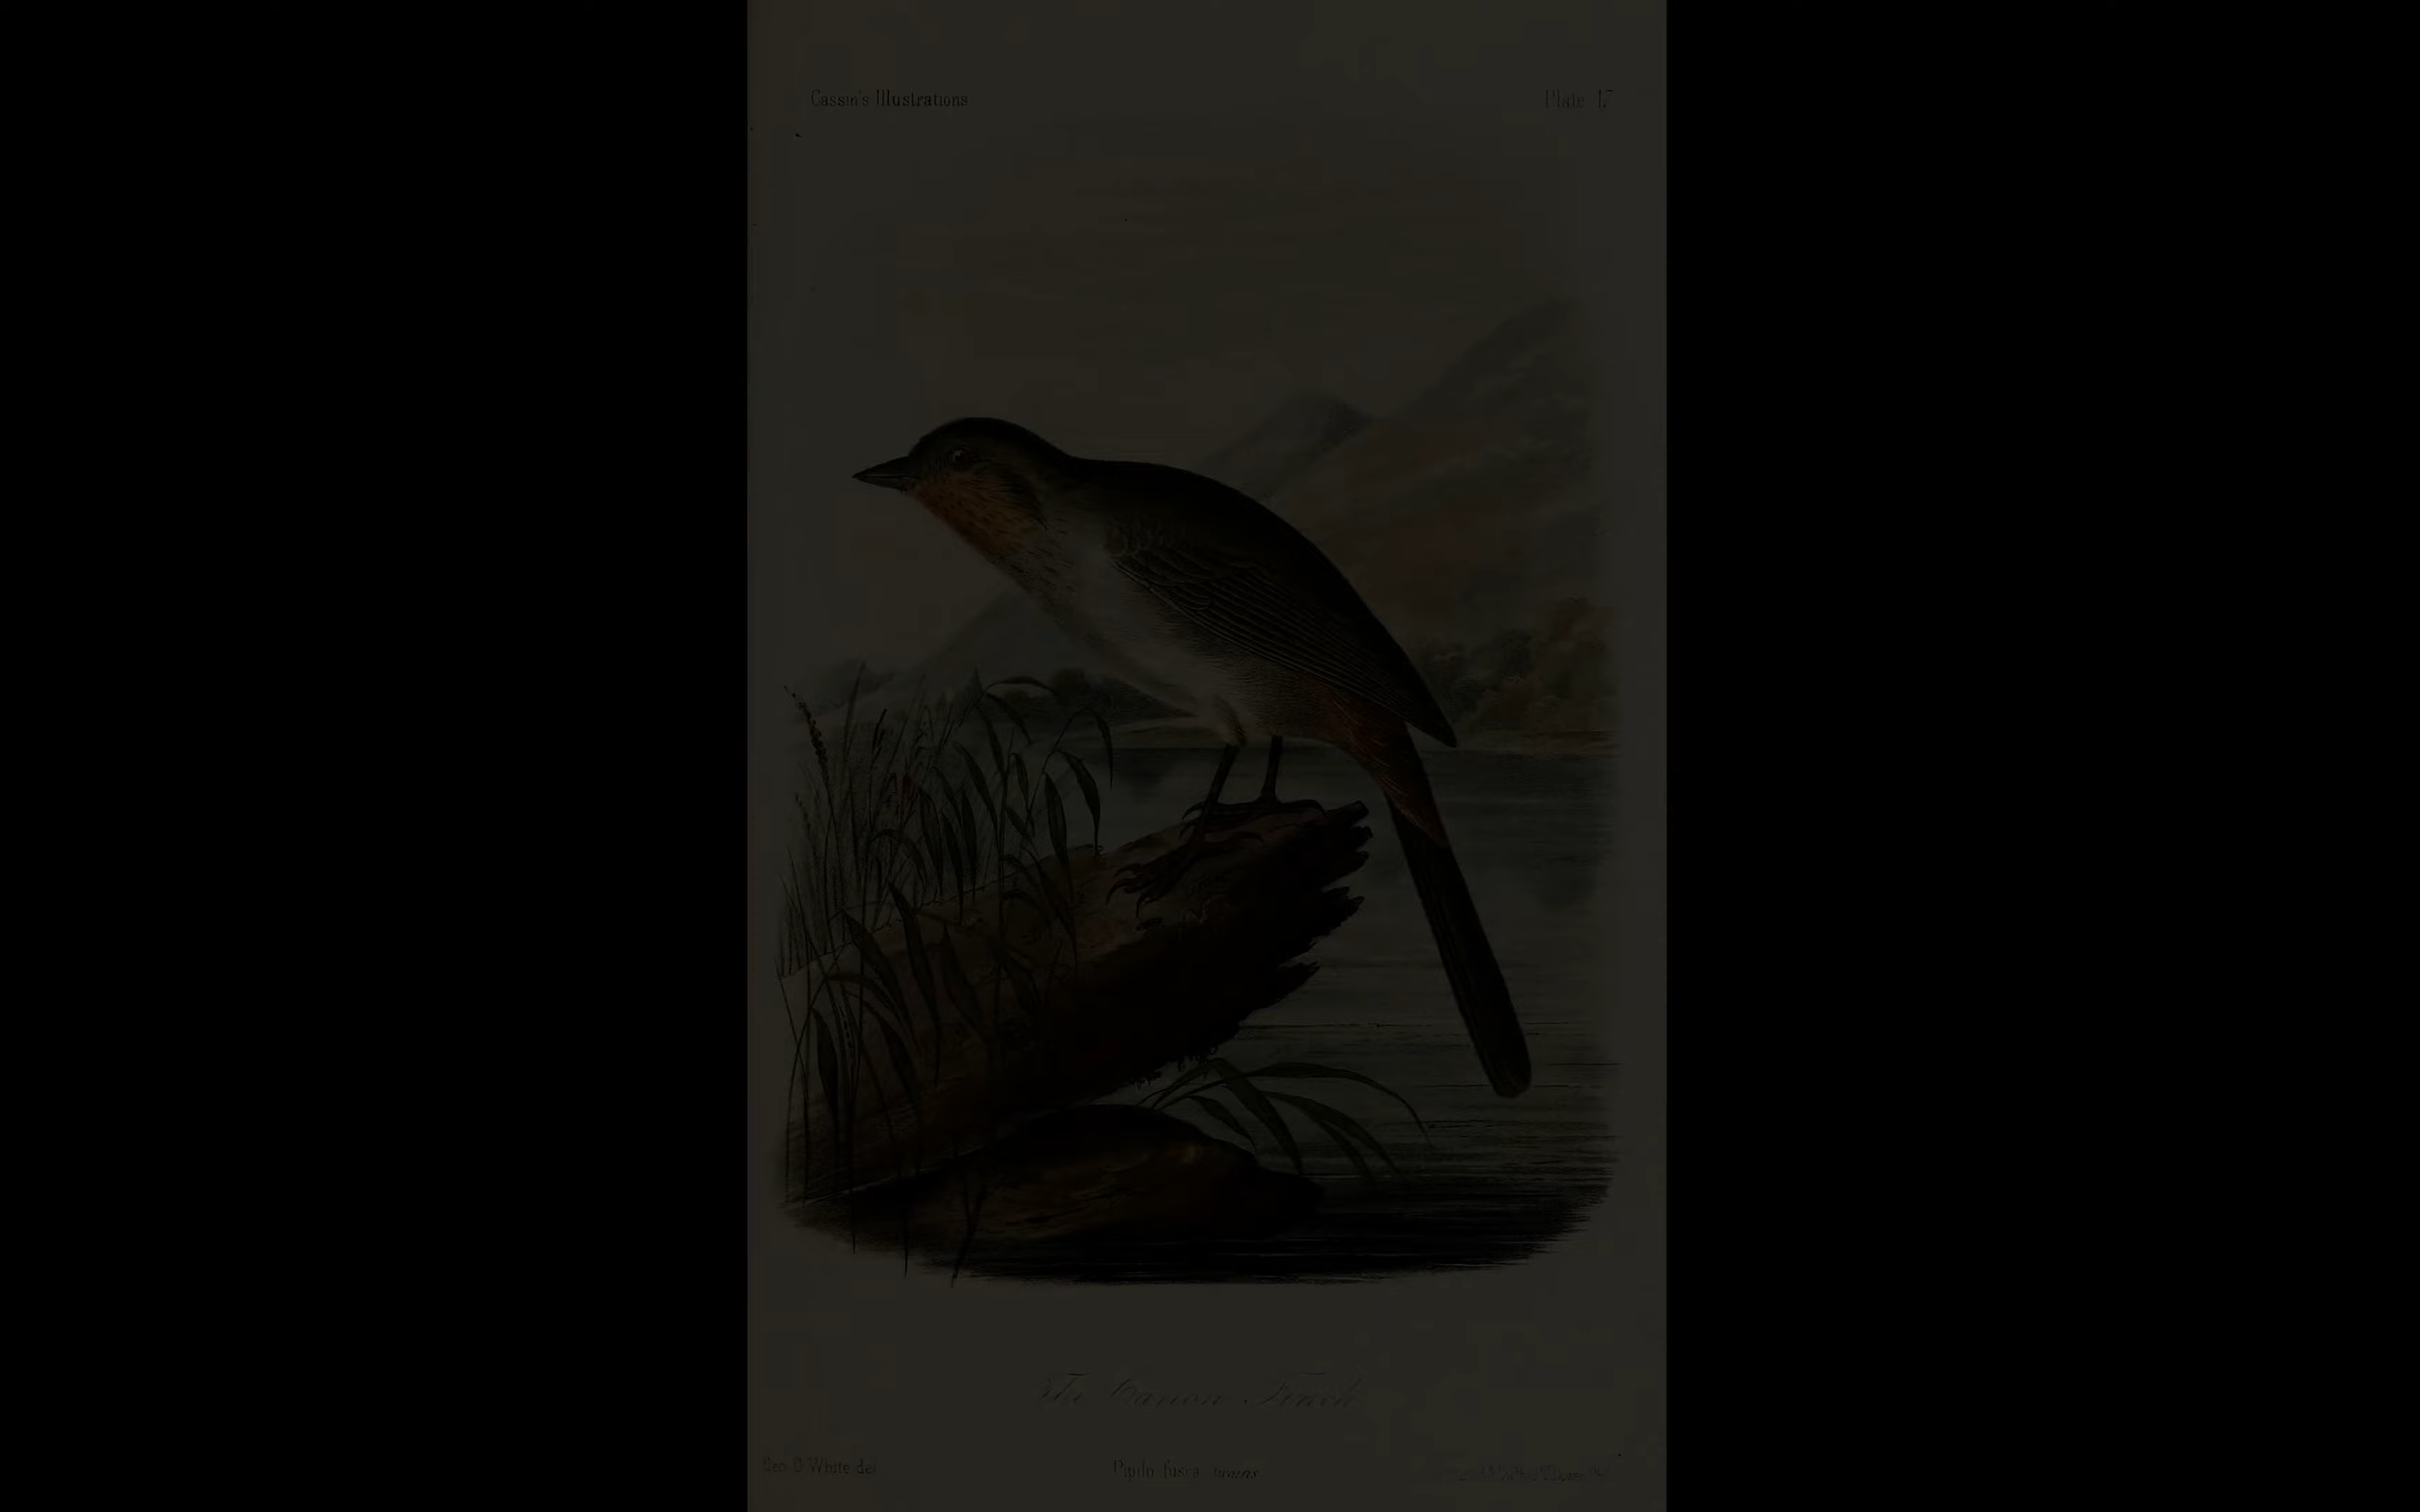 Cassin's Illustrations
Plate 17
The Canon Finch
Geo G White del
Pipilo fusca